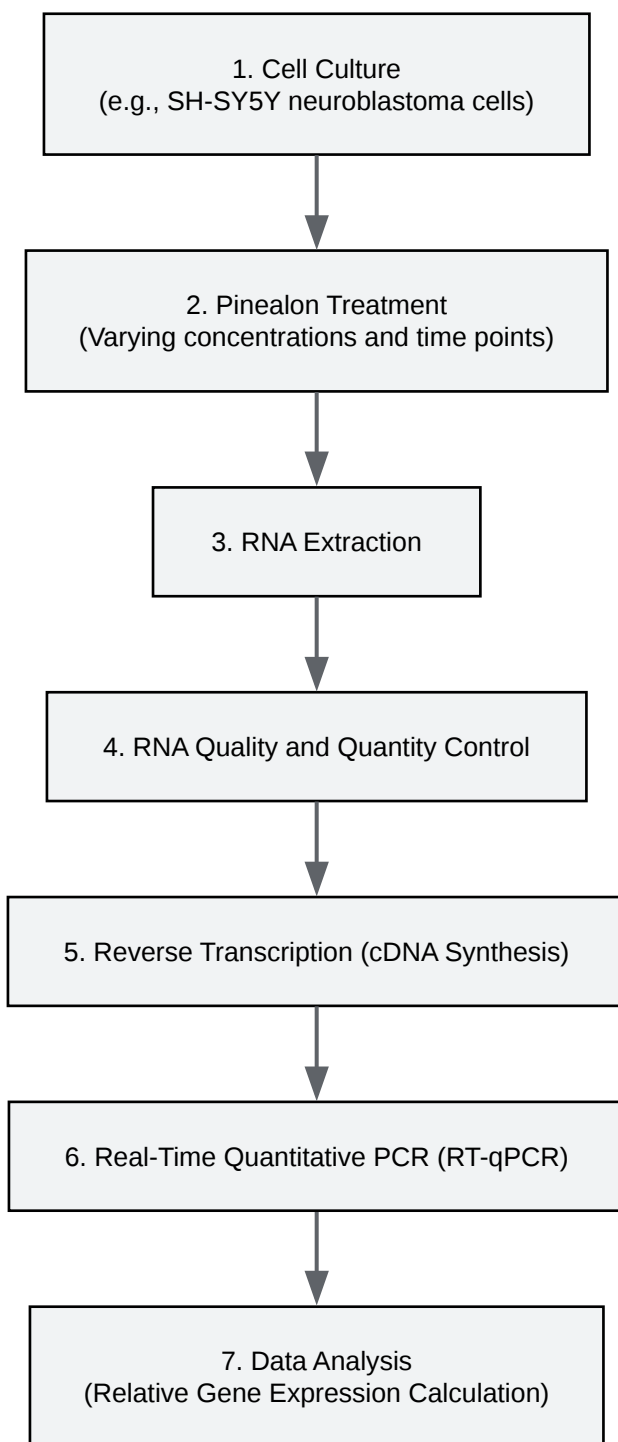 1. Cell Culture
(e.g., SH-SY5Y neuroblastoma cells)
2. Pinealon Treatment
(Varying concentrations and time points)
3. RNA Extraction
4. RNA Quality and Quantity Control
5. Reverse Transcription (cDNA Synthesis)
6. Real-Time Quantitative PCR (RT-qPCR)
7. Data Analysis
(Relative Gene Expression Calculation)